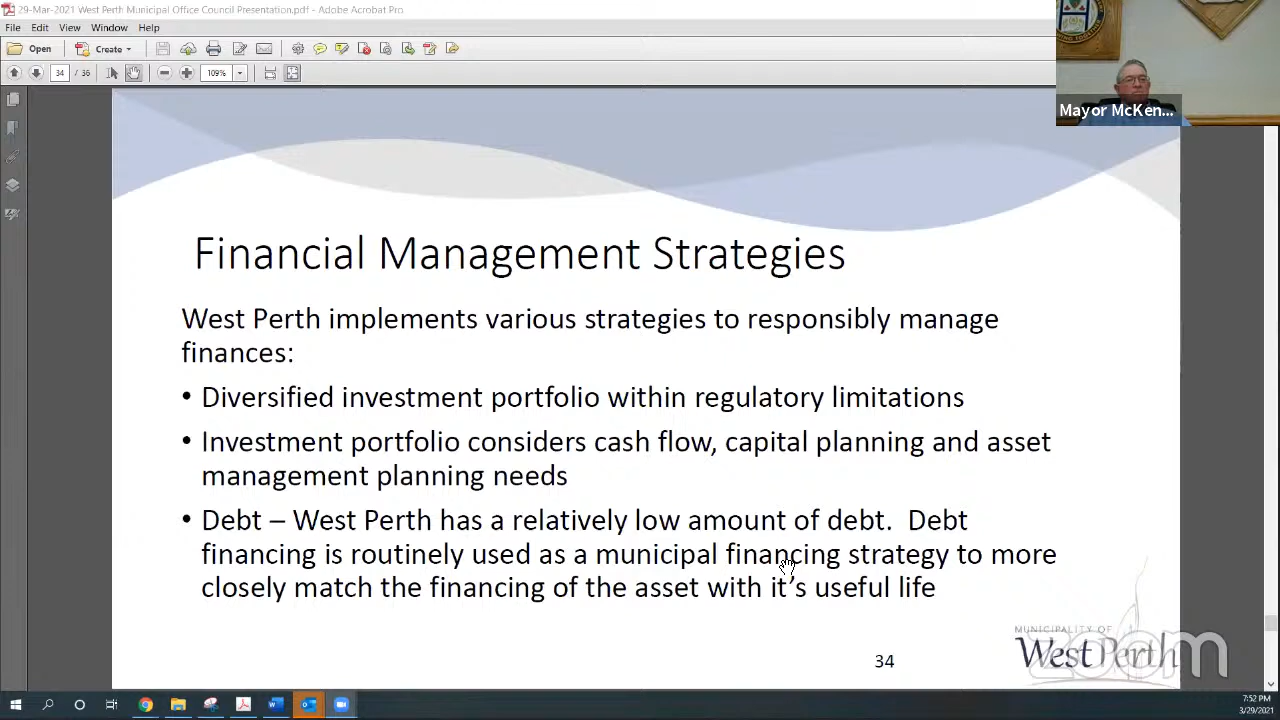 29-Mar-2021 West Perth Municipal Office Council Presentation.pdf - Adobe Acrobat Pro
File Edit View Window Help
Open Create
34 / 36 109%
Mayor McKen...
Financial Management Strategies
West Perth implements various strategies to responsibly manage
finances:
• Diversified investment portfolio within regulatory limitations
• Investment portfolio considers cash flow, capital planning and asset
management planning needs
• Debt – West Perth has a relatively low amount of debt.  Debt
financing is routinely used as a municipal financing strategy to more
closely match the financing of the asset with it's useful life
MUNICIPALITY OF
West Perth
zoom
34
7:52 PM
3/29/2021